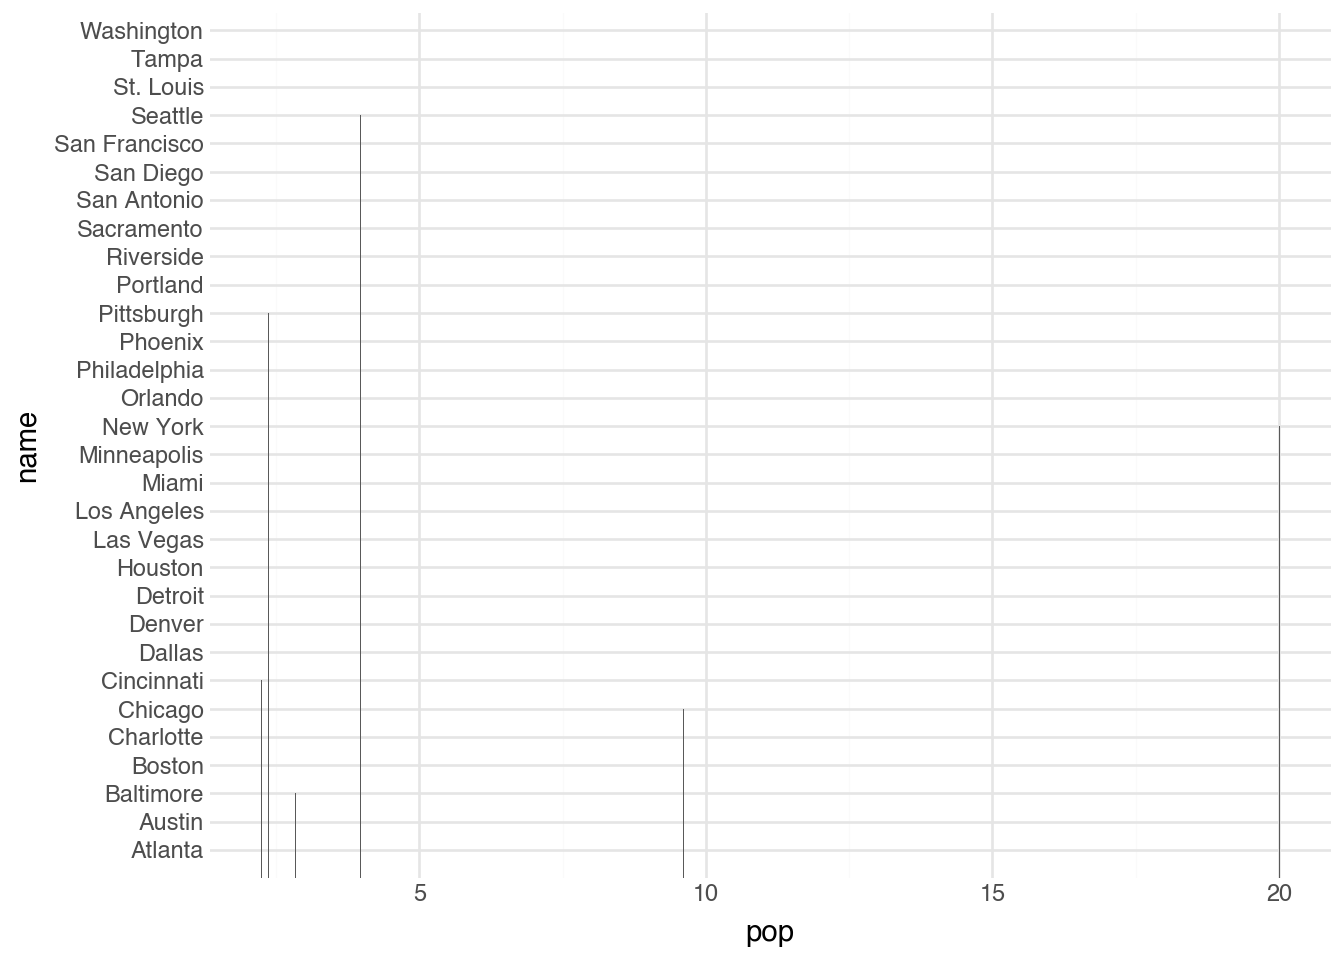 Washington
Tampa
St. Louis
Seattle
San Francisco
San Diego
San Antonio
Sacramento
Riverside
Portland
Pittsburgh
Phoenix
Philadelphia
Orlando
New York
Minneapolis
Miami
Los Angeles
Las Vegas
Houston
Detroit
Denver
Dallas
Cincinnati
Chicago
Charlotte
Boston
Baltimore
Austin
Atlanta
name
5 10 15 20
pop